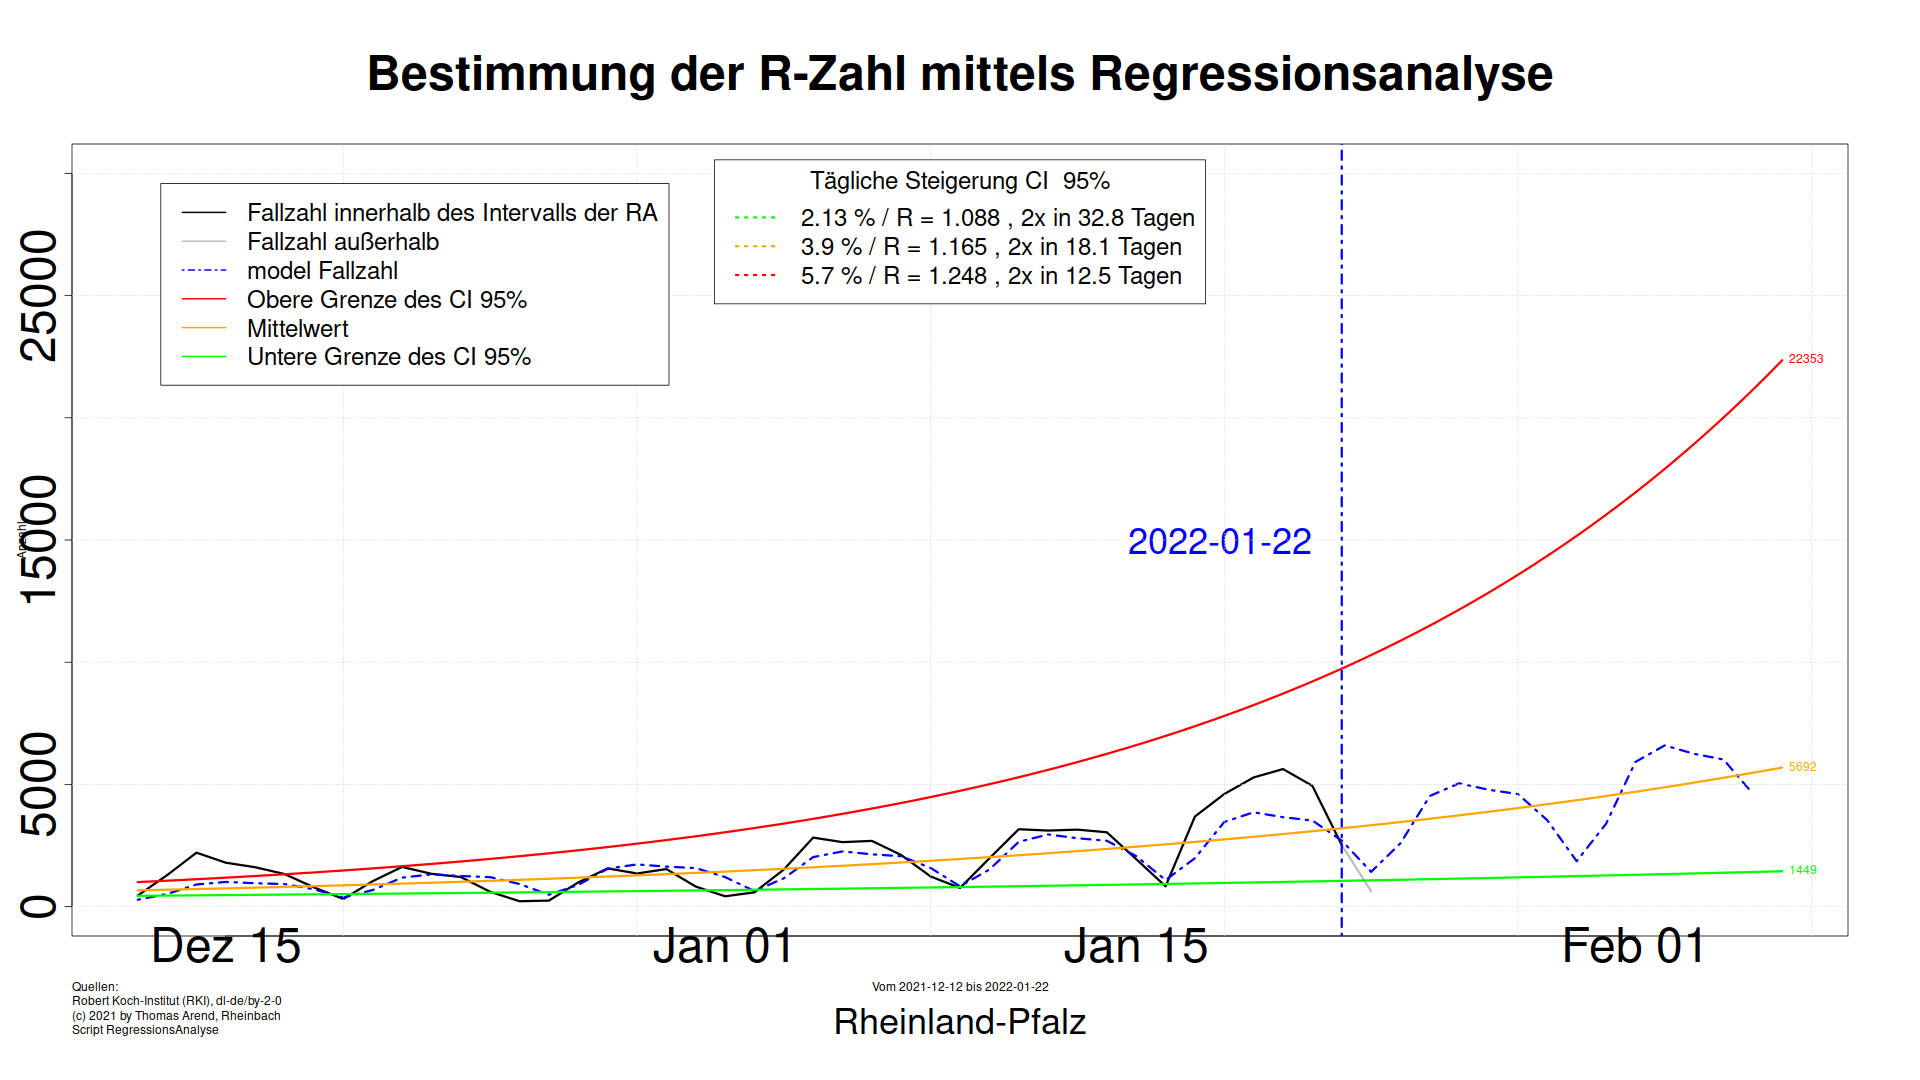 Bestimmung der R-Zahl mittels Regressionsanalyse
Fallzahl innerhalb des Intervalls der RA
Fallzahl außerhalb
model Fallzahl
Obere Grenze des CI 95%
Mittelwert
Untere Grenze des CI 95%
Tägliche Steigerung CI  95%
2.13 % / R = 1.088 , 2x in 32.8 Tagen
3.9 % / R = 1.165 , 2x in 18.1 Tagen
5.7 % / R = 1.248 , 2x in 12.5 Tagen
25000
15000
5000
0
Anzahl
2022-01-22
22353
5692
1449
Dez 15
Jan 01
Jan 15
Feb 01
Quellen:
Robert Koch-Institut (RKI), dl-de/by-2-0
(c) 2021 by Thomas Arend, Rheinbach
Script RegressionsAnalyse
Vom 2021-12-12 bis 2022-01-22
Rheinland-Pfalz